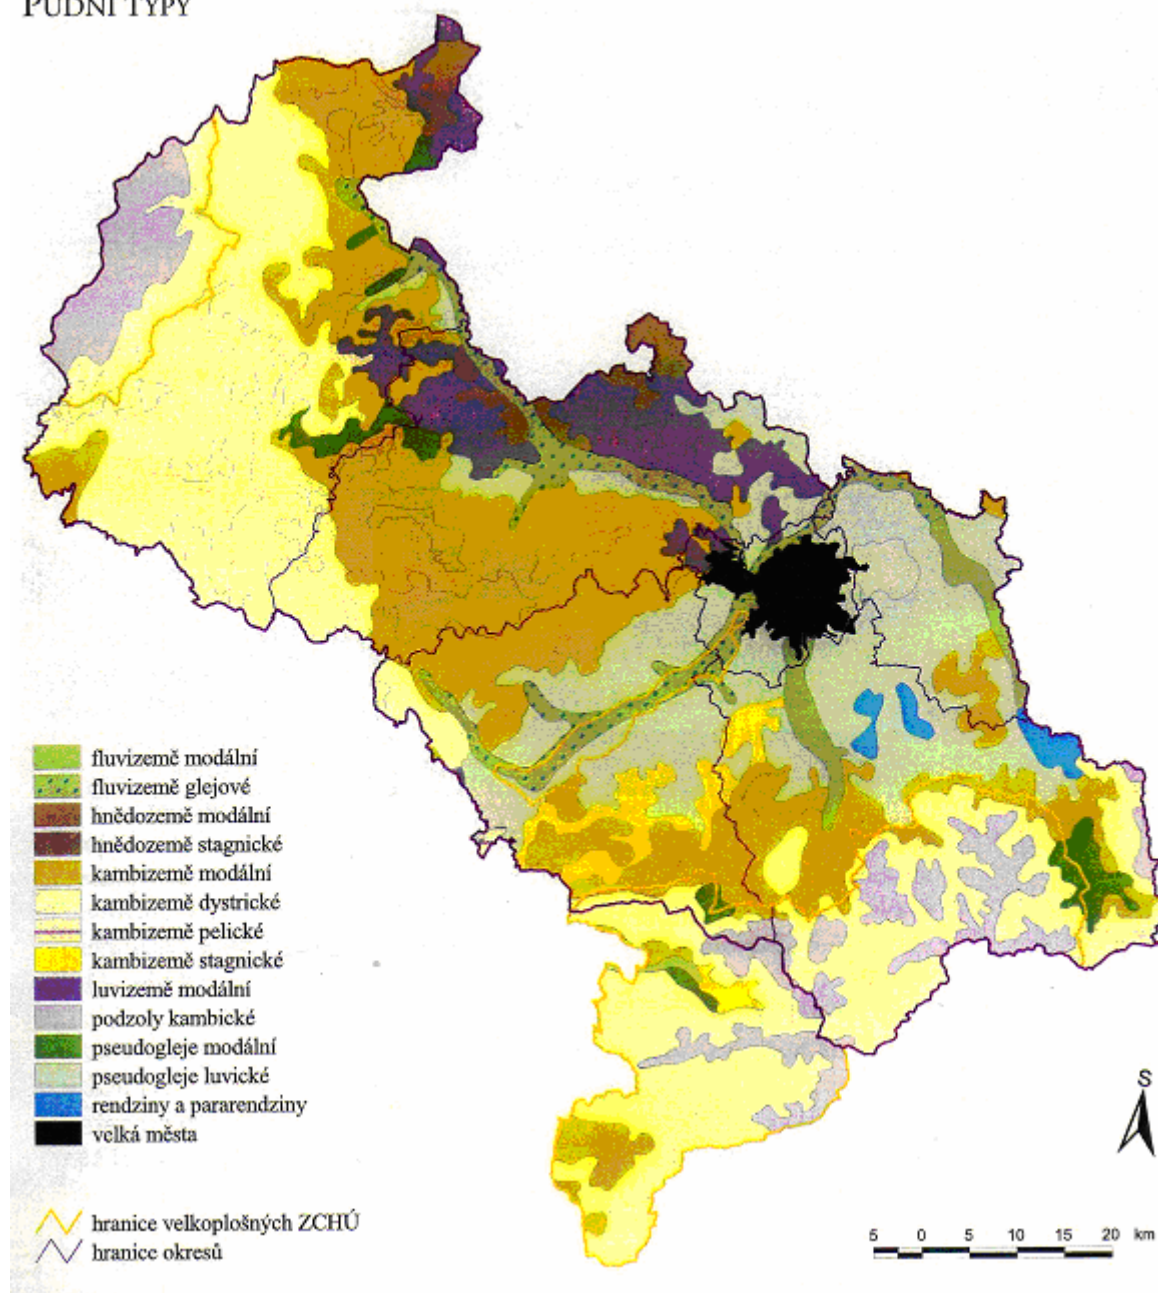 PŮDNÍ TYPY
fluvizemě modální
fluvizemě glejové
hnědozemě modální
hnědozemě stagnické
kambizemě modální
kambizemě dystrické
kambizemě pelické
kambizemě stagnické
luvizemě modální
podzoly kambické
pseudogleje modální
pseudogleje luvické
rendziny a pararendziny
velká města
hranice velkoplošných ZCHÚ
hranice okresů
S
5 0 5 10 15 20 km